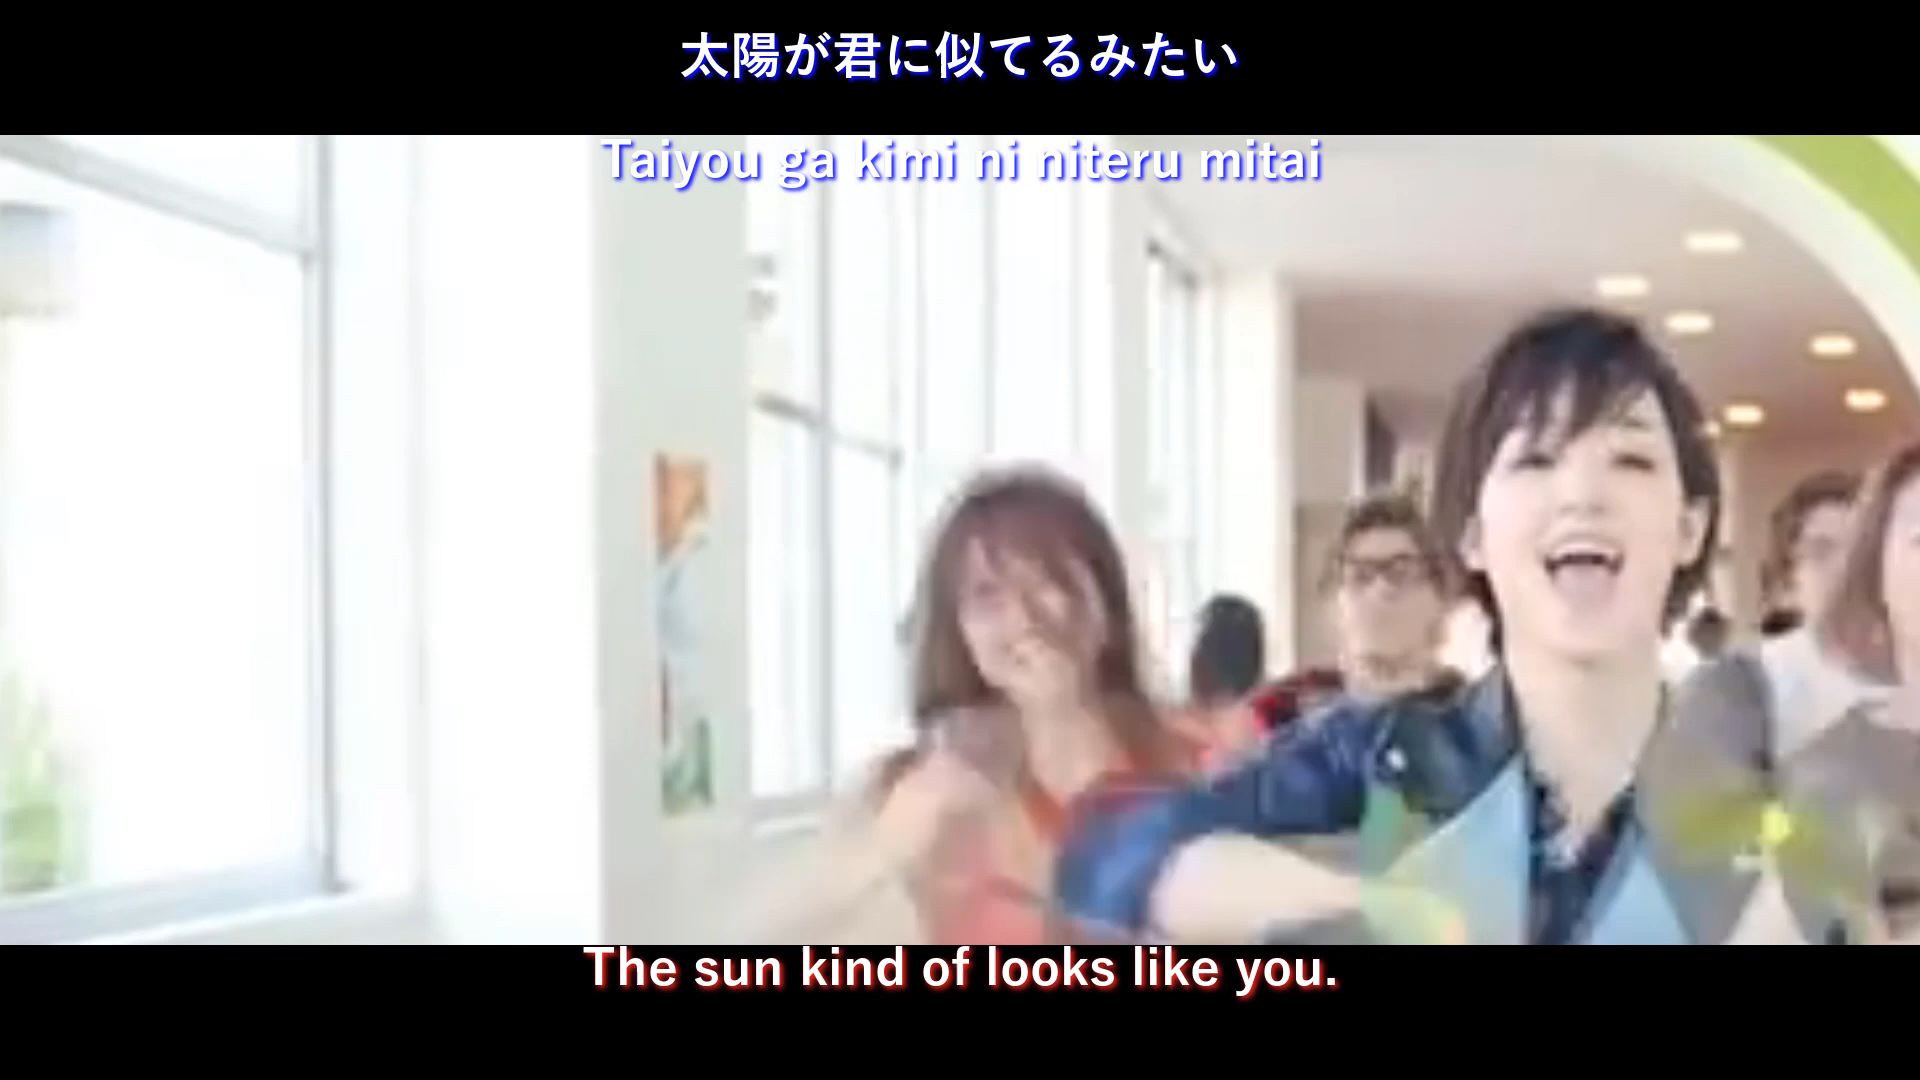 太陽が君に似てるみたい
Taiyou ga kimi ni niteru mitai
The sun kind of looks like you.